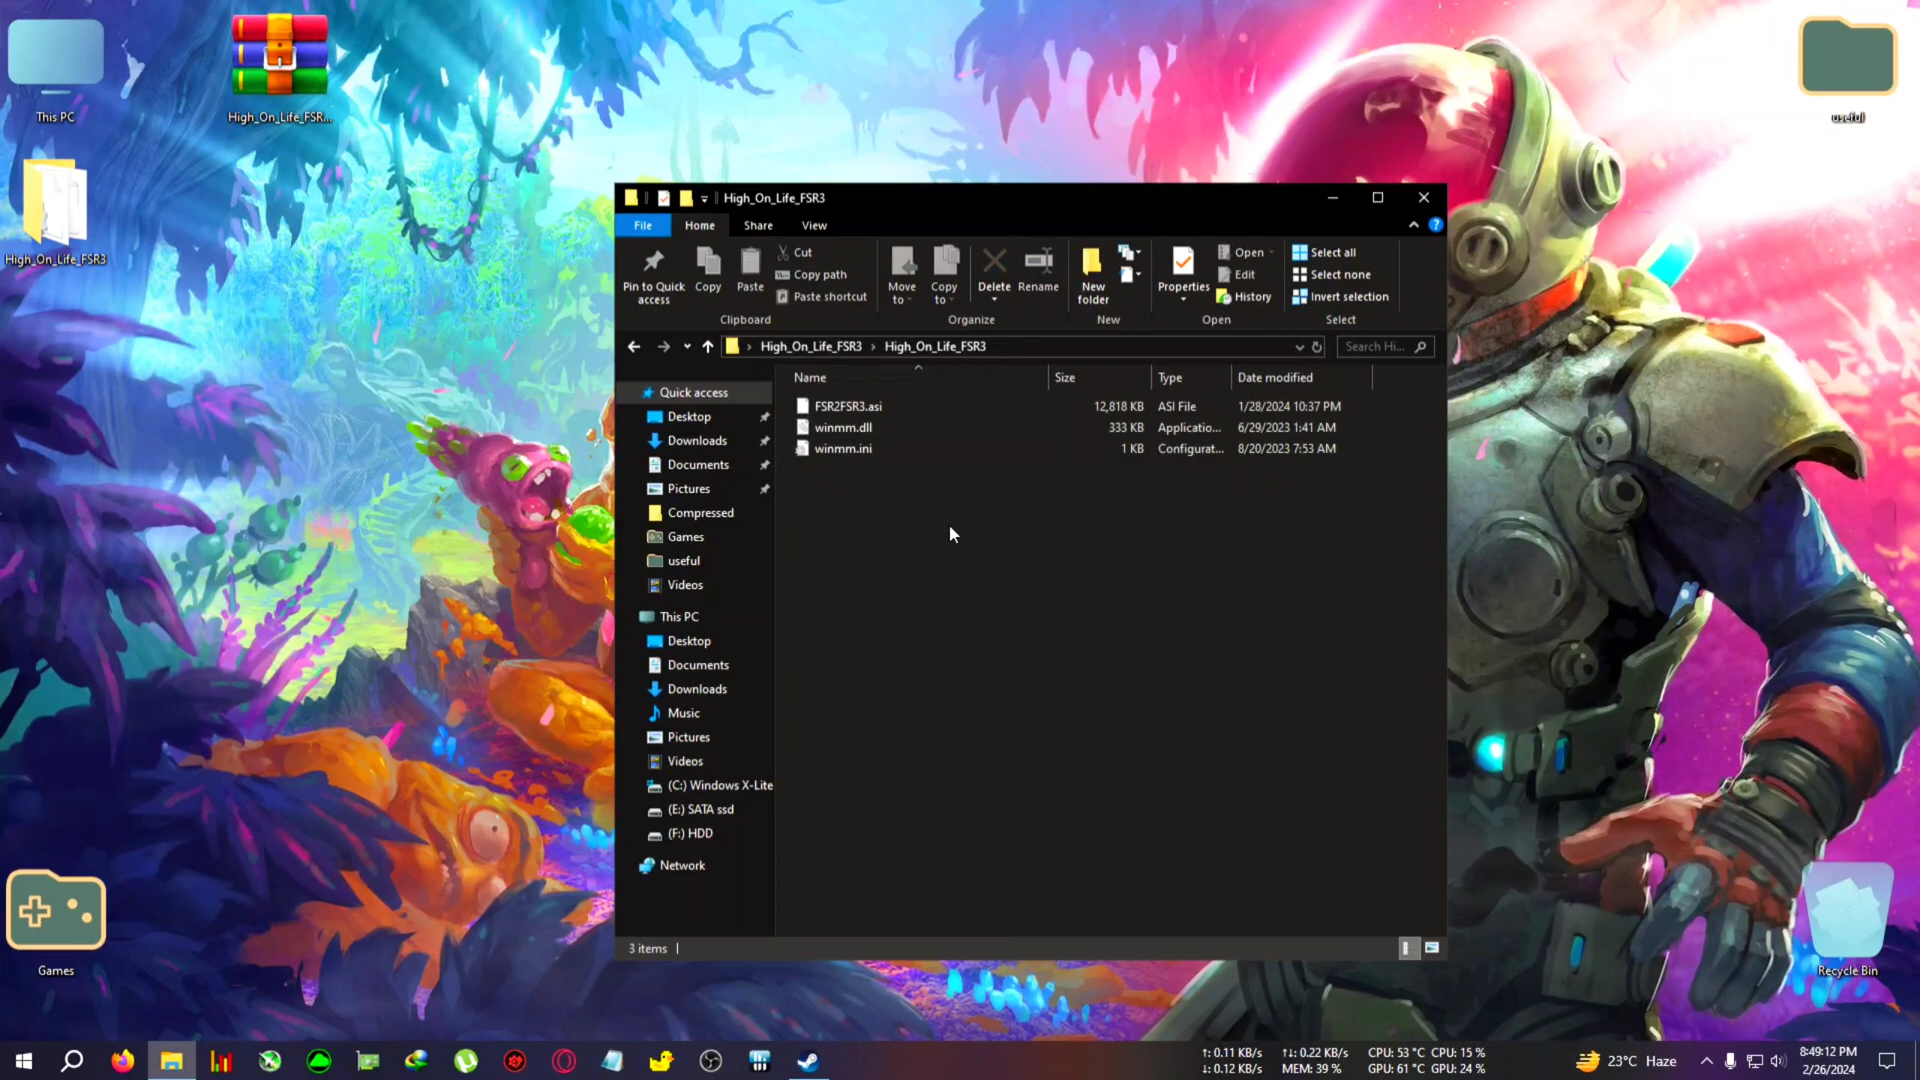 This PC
High_On_Life_FSR...
useful
High_On_Life_FSR3
Games
Recycle Bin
High_On_Life_FSR3
File Home Share View
Pin to Quick access
Copy
Paste
Cut
Copy path
Paste shortcut
Clipboard
Move to
Copy to
Delete
Rename
Organize
New folder
New
Properties
Open
Edit
History
Open
Select all
Select none
Invert selection
Select
High_On_Life_FSR3 › High_On_Life_FSR3
Search Hi...
Name Size Type Date modified
FSR2FSR3.asi 12,818 KB ASI File 1/28/2024 10:37 PM
winmm.dll 333 KB Applicatio... 6/29/2023 1:41 AM
winmm.ini 1 KB Configurat... 8/20/2023 7:53 AM
Quick access
Desktop
Downloads
Documents
Pictures
Compressed
Games
useful
Videos
This PC
Desktop
Documents
Downloads
Music
Pictures
Videos
(C:) Windows X-Lite
(E:) SATA ssd
(F:) HDD
Network
3 items
↑: 0.11 KB/s ↑↓: 0.22 KB/s CPU: 53 °C CPU: 15 %
↓: 0.12 KB/s MEM: 39 % GPU: 61 °C GPU: 24 %
23°C Haze
8:49:12 PM
2/26/2024